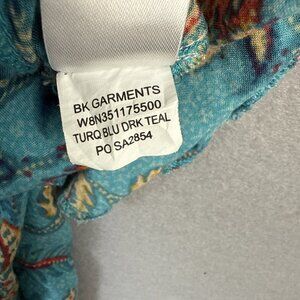 BK GARMENTS
W8N351175500
TURQ BLU DRK TEAL
PO SA2854